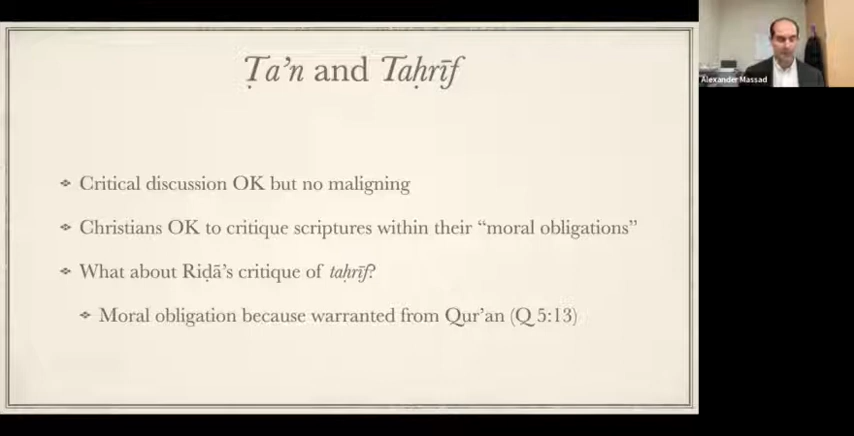 Ṭa’n and Taḥrīf
Alexander Massad
Critical discussion OK but no maligning
Christians OK to critique scriptures within their “moral obligations”
What about Riḍā’s critique of taḥrīf?
Moral obligation because warranted from Qur’an (Q 5:13)